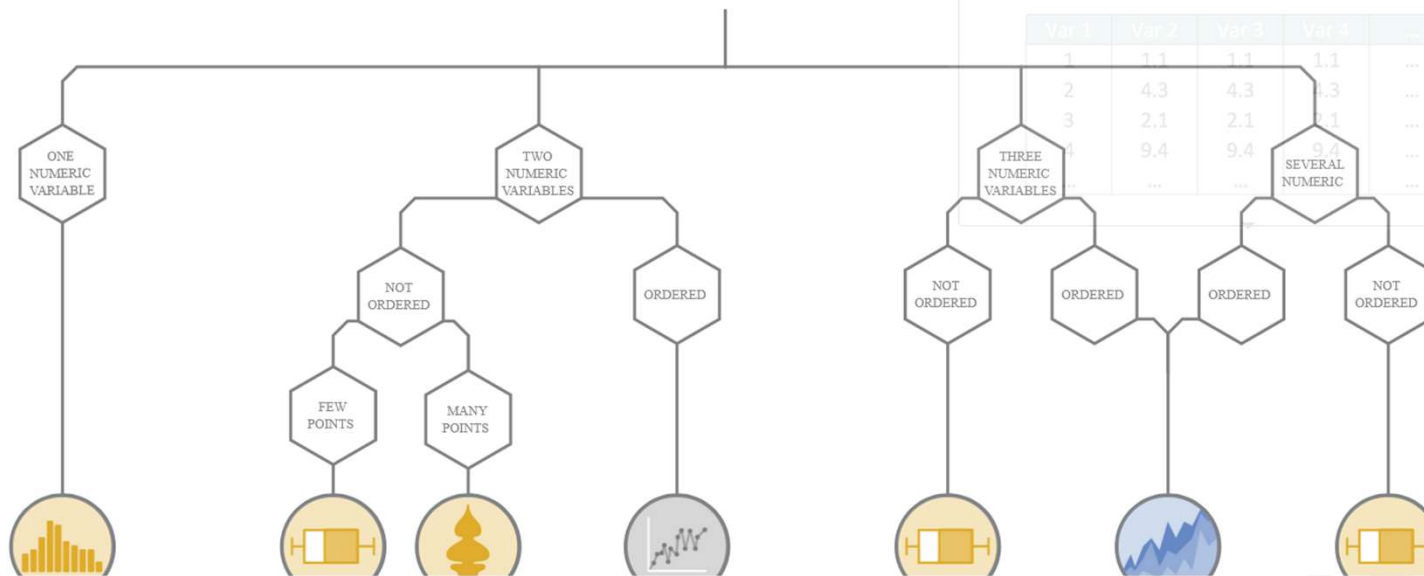 Var 1 Var 2 Var 3 Var 4 ...
1 1.1 1.1 1.1 ...
2 4.3 4.3 4.3 ...
3 2.1 2.1 2.1 ...
4 9.4 9.4 9.4 ...
... ... ... ... ...
ONE
NUMERIC
VARIABLE
TWO
NUMERIC
VARIABLES
THREE
NUMERIC
VARIABLES
SEVERAL
NUMERIC
NOT
ORDERED
ORDERED
NOT
ORDERED
ORDERED
ORDERED
NOT
ORDERED
FEW
POINTS
MANY
POINTS